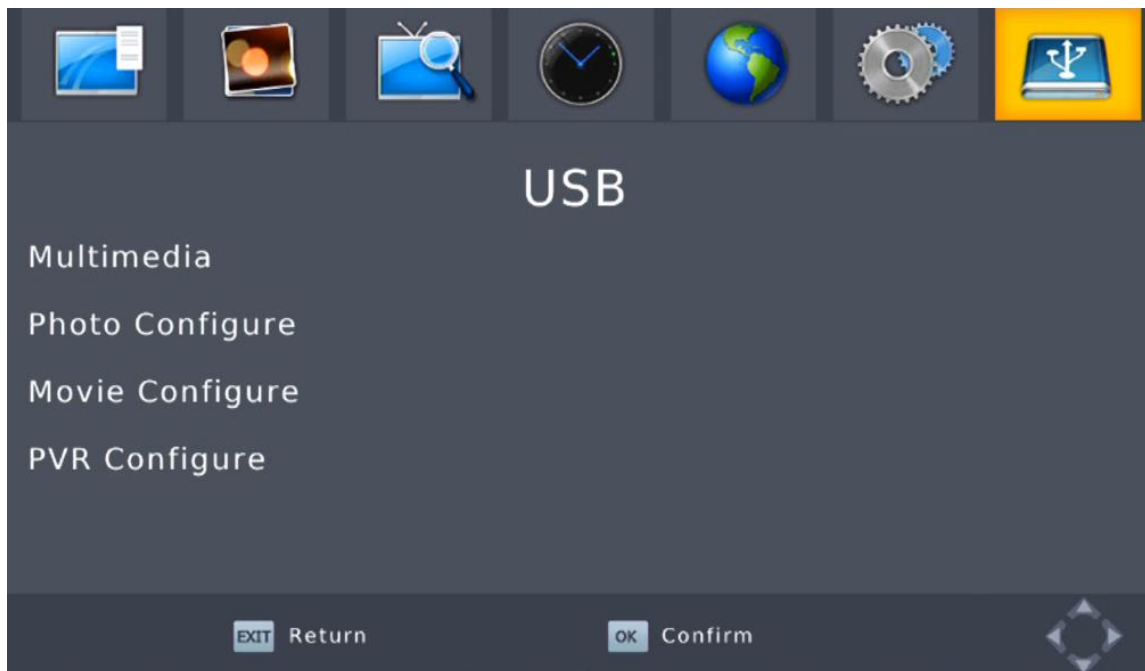 USB
Multimedia
Photo Configure
Movie Configure
PVR Configure
EXIT Return OK Confirm